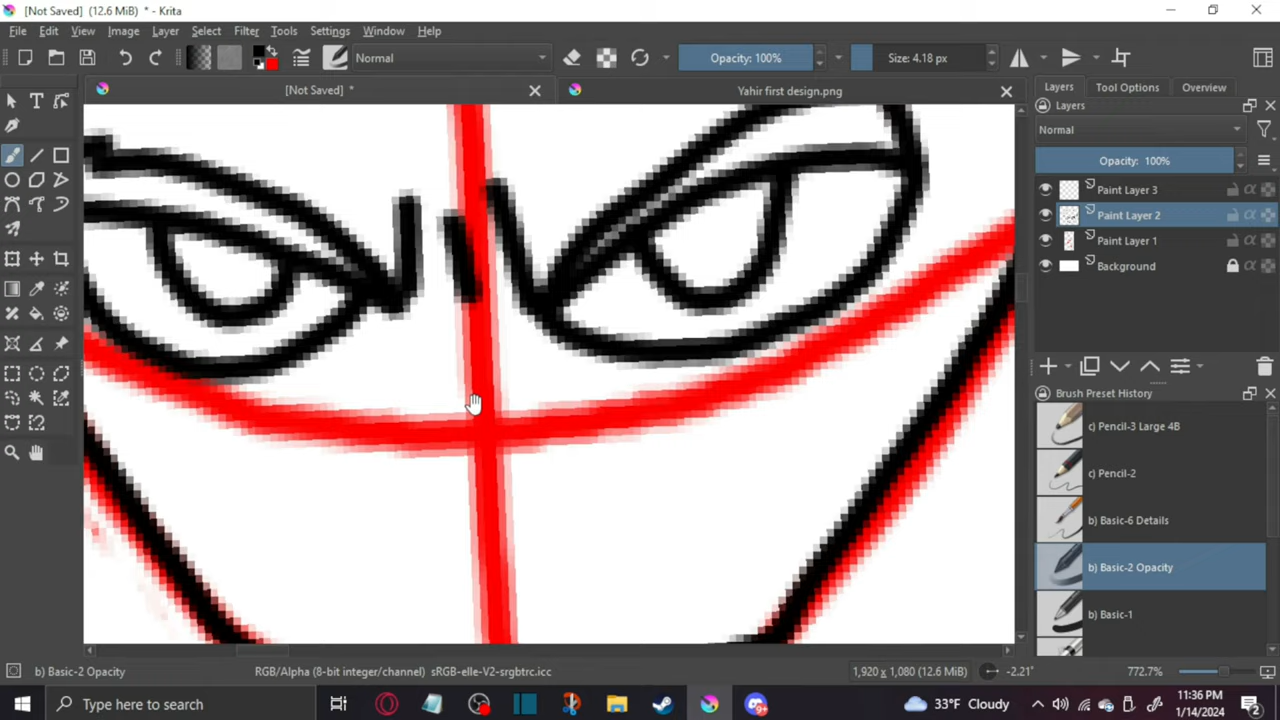 [Not Saved] (12.6 MiB) * - Krita
File Edit View Image Layer Select Filter Tools Settings Window Help
Normal
Opacity: 100%
Size: 4.18 px
[Not Saved] *
Yahir first design.png
Layers Tool Options Overview
Layers
Normal
Opacity: 100%
Paint Layer 3
Paint Layer 2
Paint Layer 1
Background
Brush Preset History
c) Pencil-3 Large 4B
c) Pencil-2
b) Basic-6 Details
b) Basic-2 Opacity
b) Basic-1
b) Basic-2 Opacity
RGB/Alpha (8-bit integer/channel) sRGB-elle-V2-srgbtrc.icc
1,920 x 1,080 (12.6 MiB)
-2.21°
772.7%
Type here to search
9+
33°F Cloudy
11:36 PM
1/14/2024
2